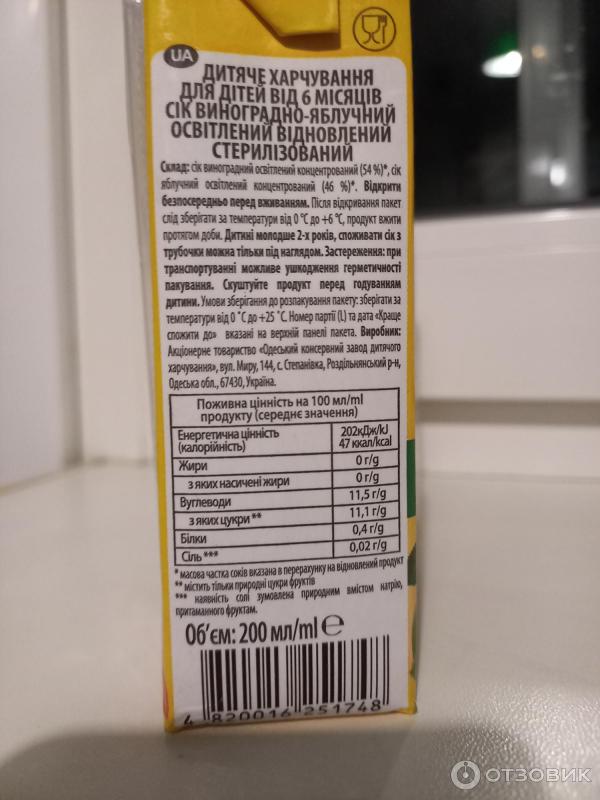 UA
ДИТЯЧЕ ХАРЧУВАННЯ
ДЛЯ ДІТЕЙ ВІД 6 МІСЯЦІВ
СІК ВИНОГРАДНО-ЯБЛУЧНИЙ
ОСВІТЛЕНИЙ ВІДНОВЛЕНИЙ
СТЕРИЛІЗОВАНИЙ
Склад: сік виноградний освітлений концентрований (54 %)*, сік
яблучний освітлений концентрований (46 %)*. Відкрити
безпосередньо перед вживанням. Після відкривання пакет
слід зберігати за температури від 0 °С до +6 °С, продукт вжити
протягом доби. Дитині молодше 2-х років, споживати сік з
трубочки можна тільки під наглядом. Застереження: при
транспортуванні можливе ушкодження герметичності
пакування. Скуштуйте продукт перед годуванням
дитини. Умови зберігання до розпакування пакету: зберігати за
температури від 0 ˚С до +25 ˚С. Номер партії (L) та дата «Краще
спожити до» вказані на верхній панелі пакета. Виробник:
Акціонерне товариство «Одеський консервний завод дитячого
харчування», вул. Миру, 144, с. Степанівка, Роздільнянський р-н,
Одеська обл., 67430, Україна.
Поживна цінність на 100 мл/ml
продукту (середнє значення)
Енергетична цінність 202кДж/kJ
(калорійність) 47 ккал/kcal
Жири 0 г/g
з яких насичені жири 0 г/g
Вуглеводи 11,5 г/g
з яких цукри ** 11,1 г/g
Білки 0,4 г/g
Сіль *** 0,02 г/g
* масова частка соків вказана в перерахунку на відновлений продукт
** містить тільки природні цукри фруктів
*** наявність солі зумовлена природним вмістом натрію,
притаманного фруктам.
Об'єм: 200 мл/ml ℮
4 820016 251748
ОТЗОВИК